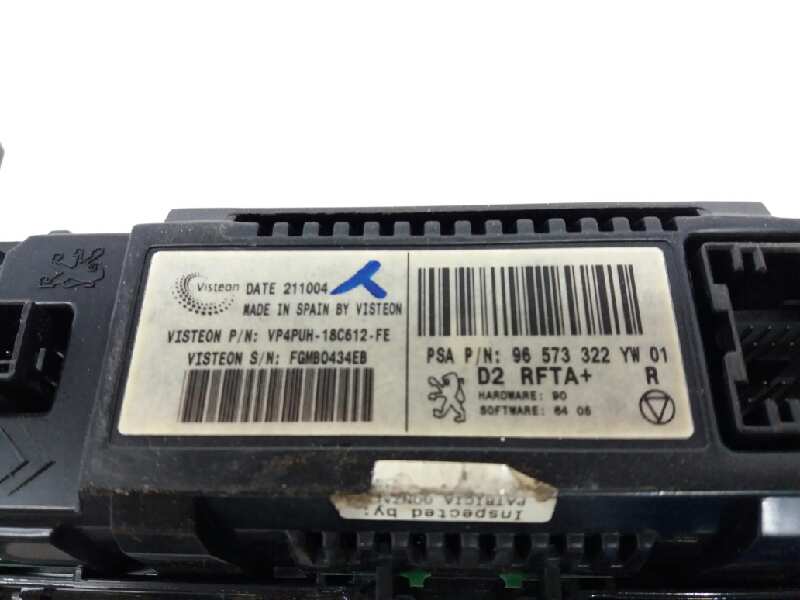 Visteon DATE 211004
MADE IN SPAIN BY VISTEON
VISTEON P/N: VP4PUH-18C612-FE
VISTEON S/N: FGMB0434EB
PSA P/N: 96 573 322 YW 01
D2 RFTA+ R
HARDWARE: 90
SOFTWARE: 64 05
Inspected by:
PATRICIA